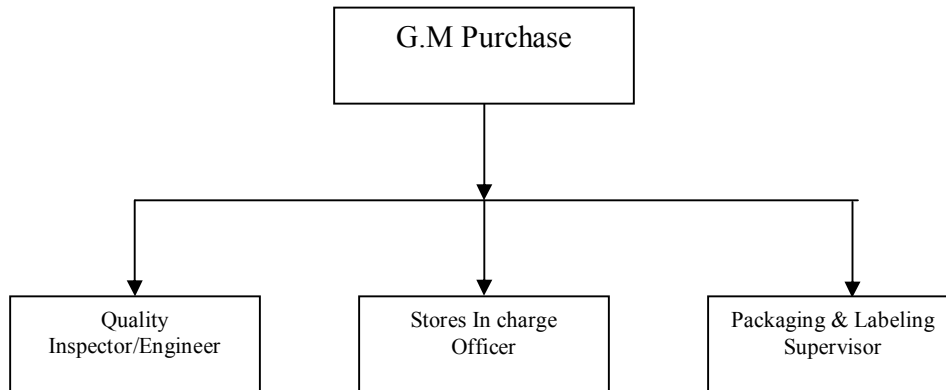 G.M Purchase
Quality
Inspector/Engineer
Stores In charge
Officer
Packaging & Labeling
Supervisor